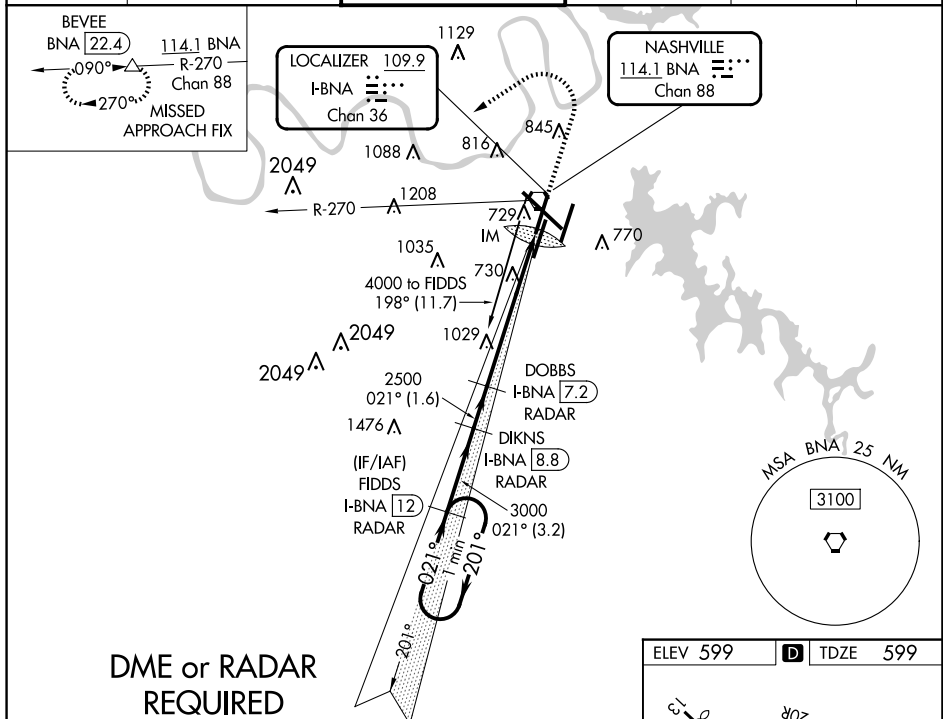 BEVEE
BNA 22.4
114.1 BNA
090°
R-270
Chan 88
270°
MISSED
APPROACH FIX
LOCALIZER 109.9
I-BNA
Chan 36
1129
NASHVILLE
114.1 BNA
Chan 88
845
816
1088
2049
1208
R-270
729
IM
770
1035
730
4000 to FIDDS
198° (11.7)
1029
2049
2049
DOBBS
I-BNA 7.2
RADAR
2500
021° (1.6)
1476
DIKNS
I-BNA 8.8
RADAR
(IF/IAF)
FIDDS
I-BNA 12
RADAR
3000
021° (3.2)
021°
1 min
201°
201°
MSA BNA 25 NM
3100
DME or RADAR
REQUIRED
ELEV 599 D TDZE 599
13
20R